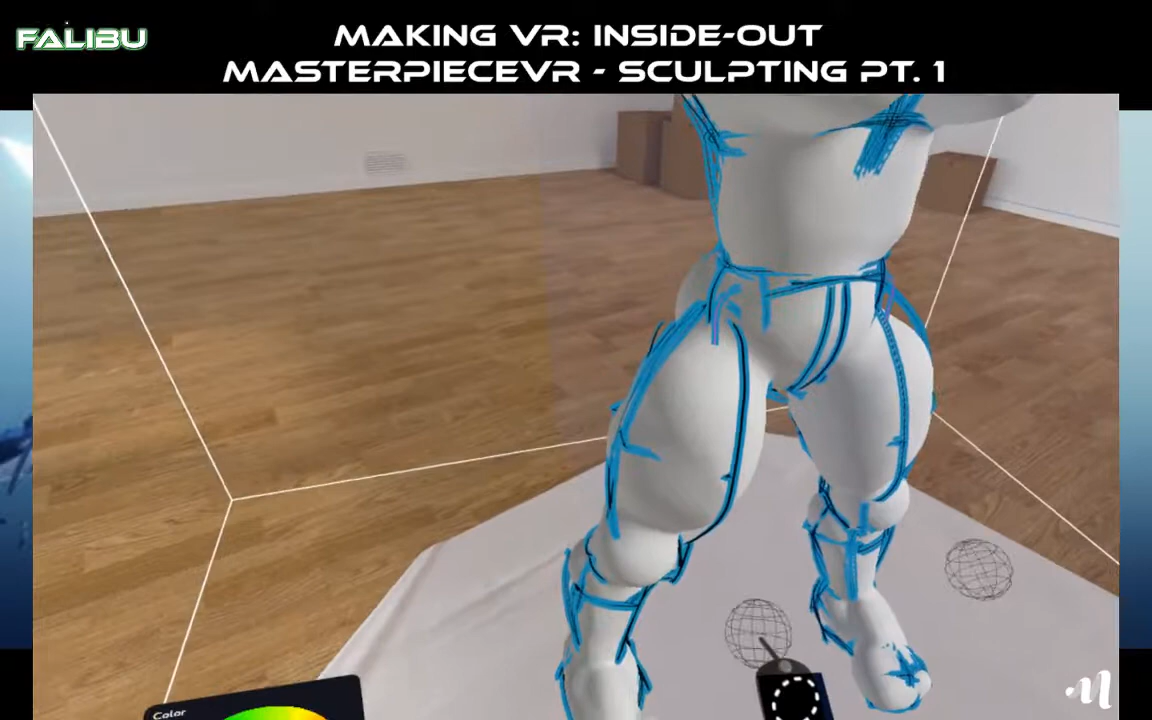 FALIBU
MAKING VR: INSIDE-OUT
MASTERPIECEVR - SCULPTING PT. 1
Color